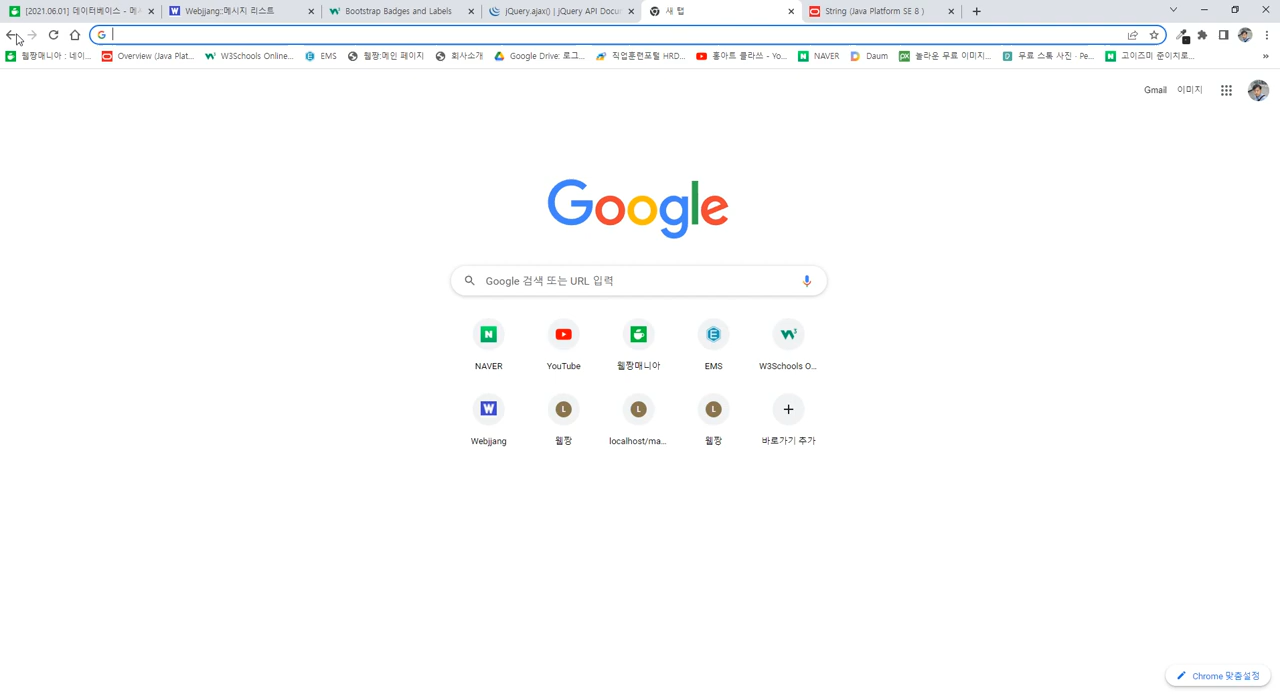 [2021.06.01] 데이터베이스 - 메시
Webjjang::메시지 리스트
Bootstrap Badges and Labels
jQuery.ajax() | jQuery API Docu
새 탭
String (Java Platform SE 8 )
웹짱매니아 : 네이...
Overview (Java Plat...
W3Schools Online...
EMS
웹짱:메인 페이지
회사소개
Google Drive: 로그...
직업훈련포털 HRD...
홍아트 클라쓰 - Yo...
NAVER
Daum
놀라운 무료 이미지...
무료 스톡 사진 · Pe...
고이즈미 준이치로...
»
Gmail
이미지
Google
Google 검색 또는 URL 입력
NAVER
YouTube
웹짱매니아
EMS
W3Schools O...
Webjjang
웹짱
localhost/ma...
웹짱
바로가기 추가
Chrome 맞춤설정